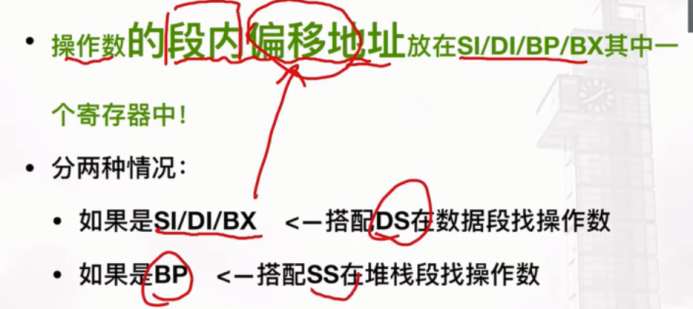 • 操作数的段内偏移地址放在SI/DI/BP/BX其中一
个寄存器中!
• 分两种情况:
• 如果是SI/DI/BX <—搭配DS在数据段找操作数
• 如果是BP <—搭配SS在堆栈段找操作数